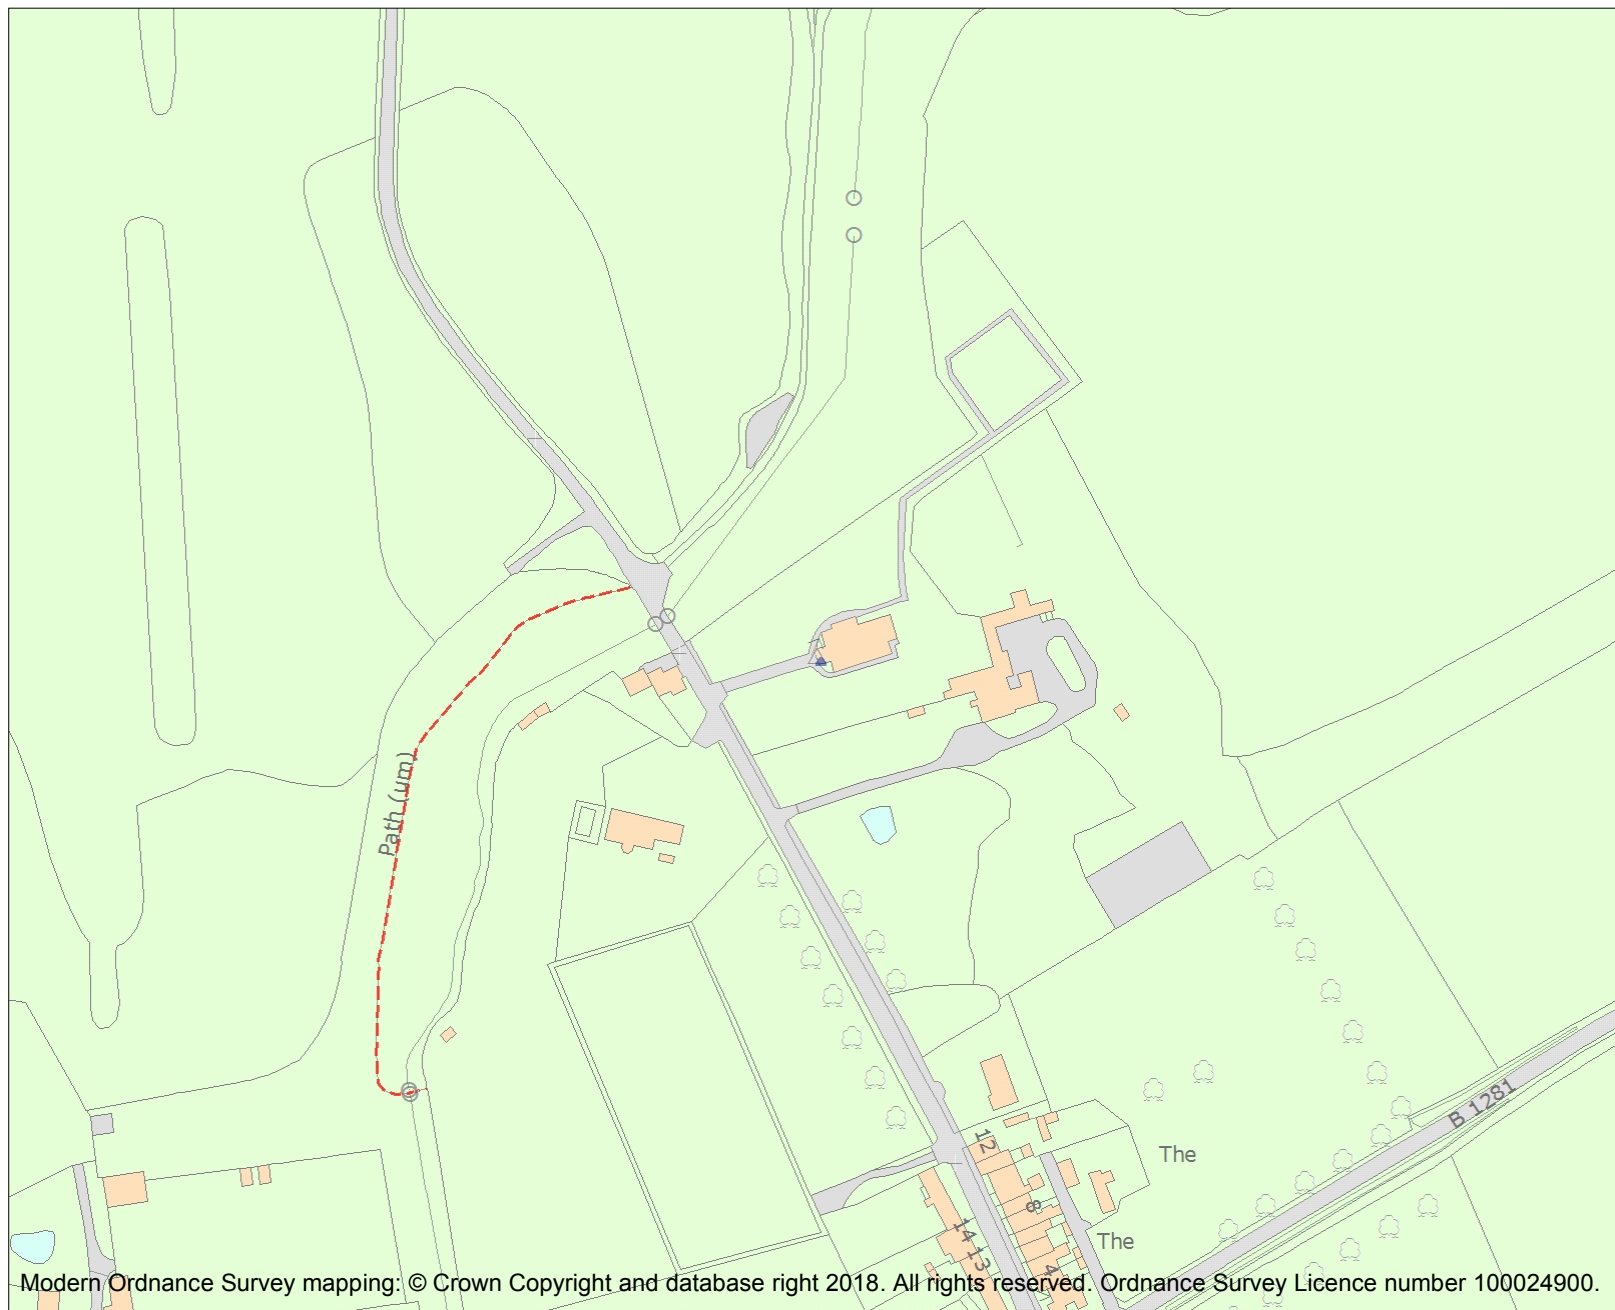 Path (um)
B 1281
12
The
8
The
14
13
4
Modern Ordnance Survey mapping: © Crown Copyright and database right 2018. All rights reserved. Ordnance Survey Licence number 100024900.